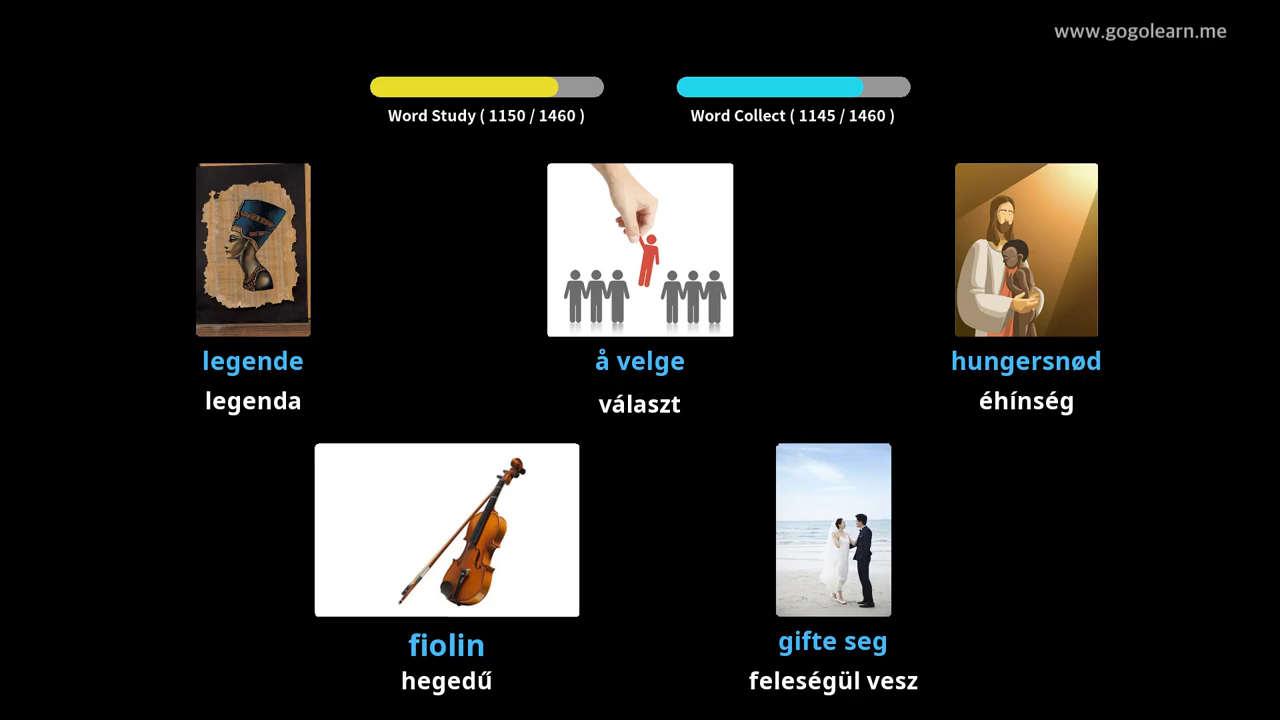 www.gogolearn.me
Word Study ( 1150 / 1460 )
Word Collect ( 1145 / 1460 )
legende
å velge
hungersnød
legenda
választ
éhínség
fiolin
gifte seg
hegedű
feleségül vesz